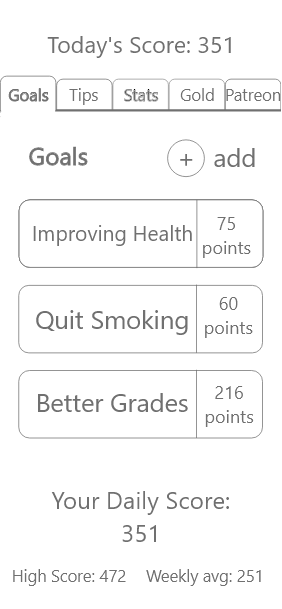 Today's Score: 351
Goals Tips Stats Gold Patreon
Goals + add
Improving Health 75 points
Quit Smoking 60 points
Better Grades 216 points
Your Daily Score:
351
High Score: 472 Weekly avg: 251